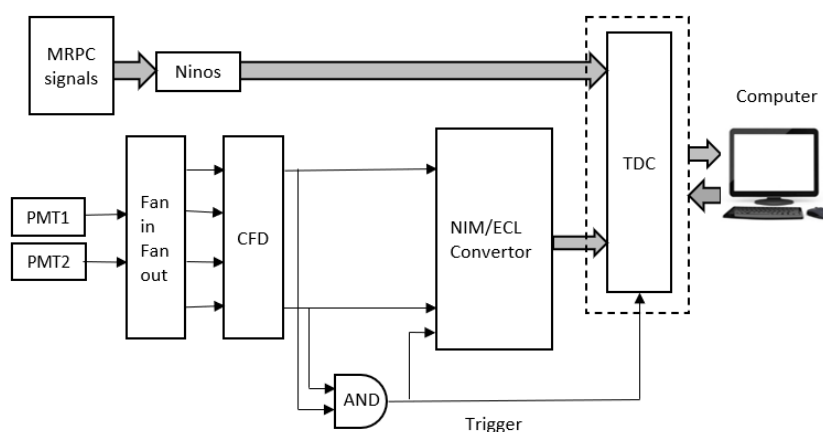 MRPC
signals
Ninos
TDC
Computer
PMT1
PMT2
Fan
in
Fan
out
CFD
NIM/ECL
Convertor
AND
Trigger